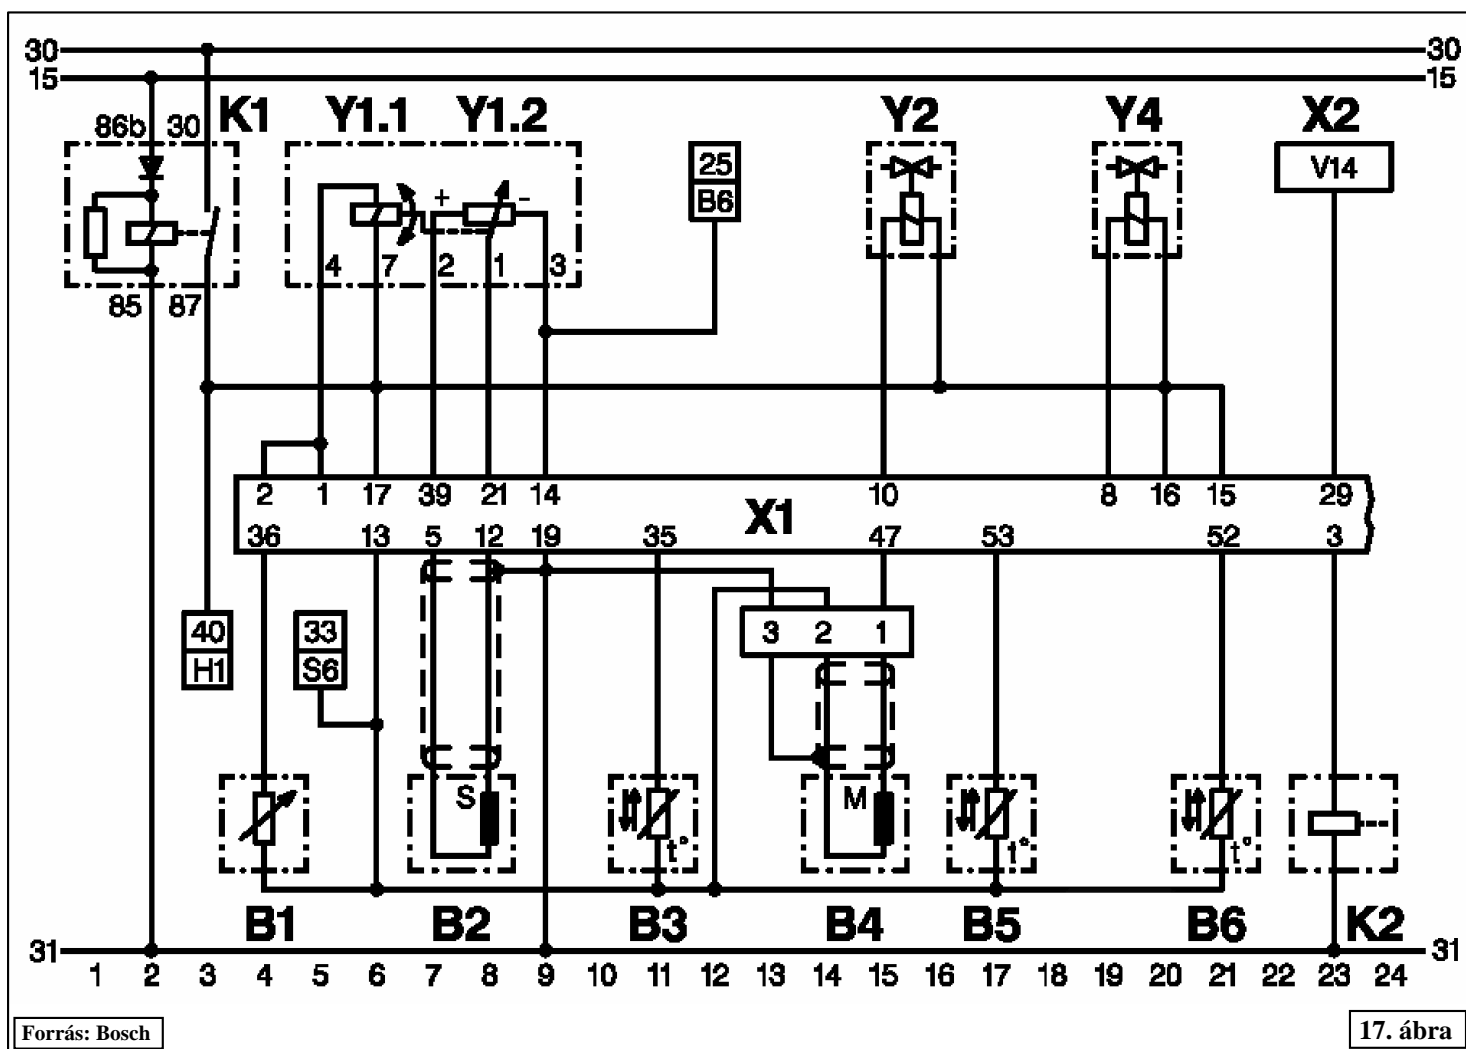 30 30
15 15
K1 Y1.1 Y1.2 Y2 Y4 X2
86b 30
25
B6
V14
+ -
4 7 2 1 3
85 87
2 1 17 39 21 14 10 8 16 15 29
X1
36 13 5 12 19 35 47 53 52 3
40
H1
33
S6
3 2 1
S M
t° t° t°
B1 B2 B3 B4 B5 B6 K2
31 31
1 2 3 4 5 6 7 8 9 10 11 12 13 14 15 16 17 18 19 20 21 22 23 24
Forrás: Bosch
17. ábra